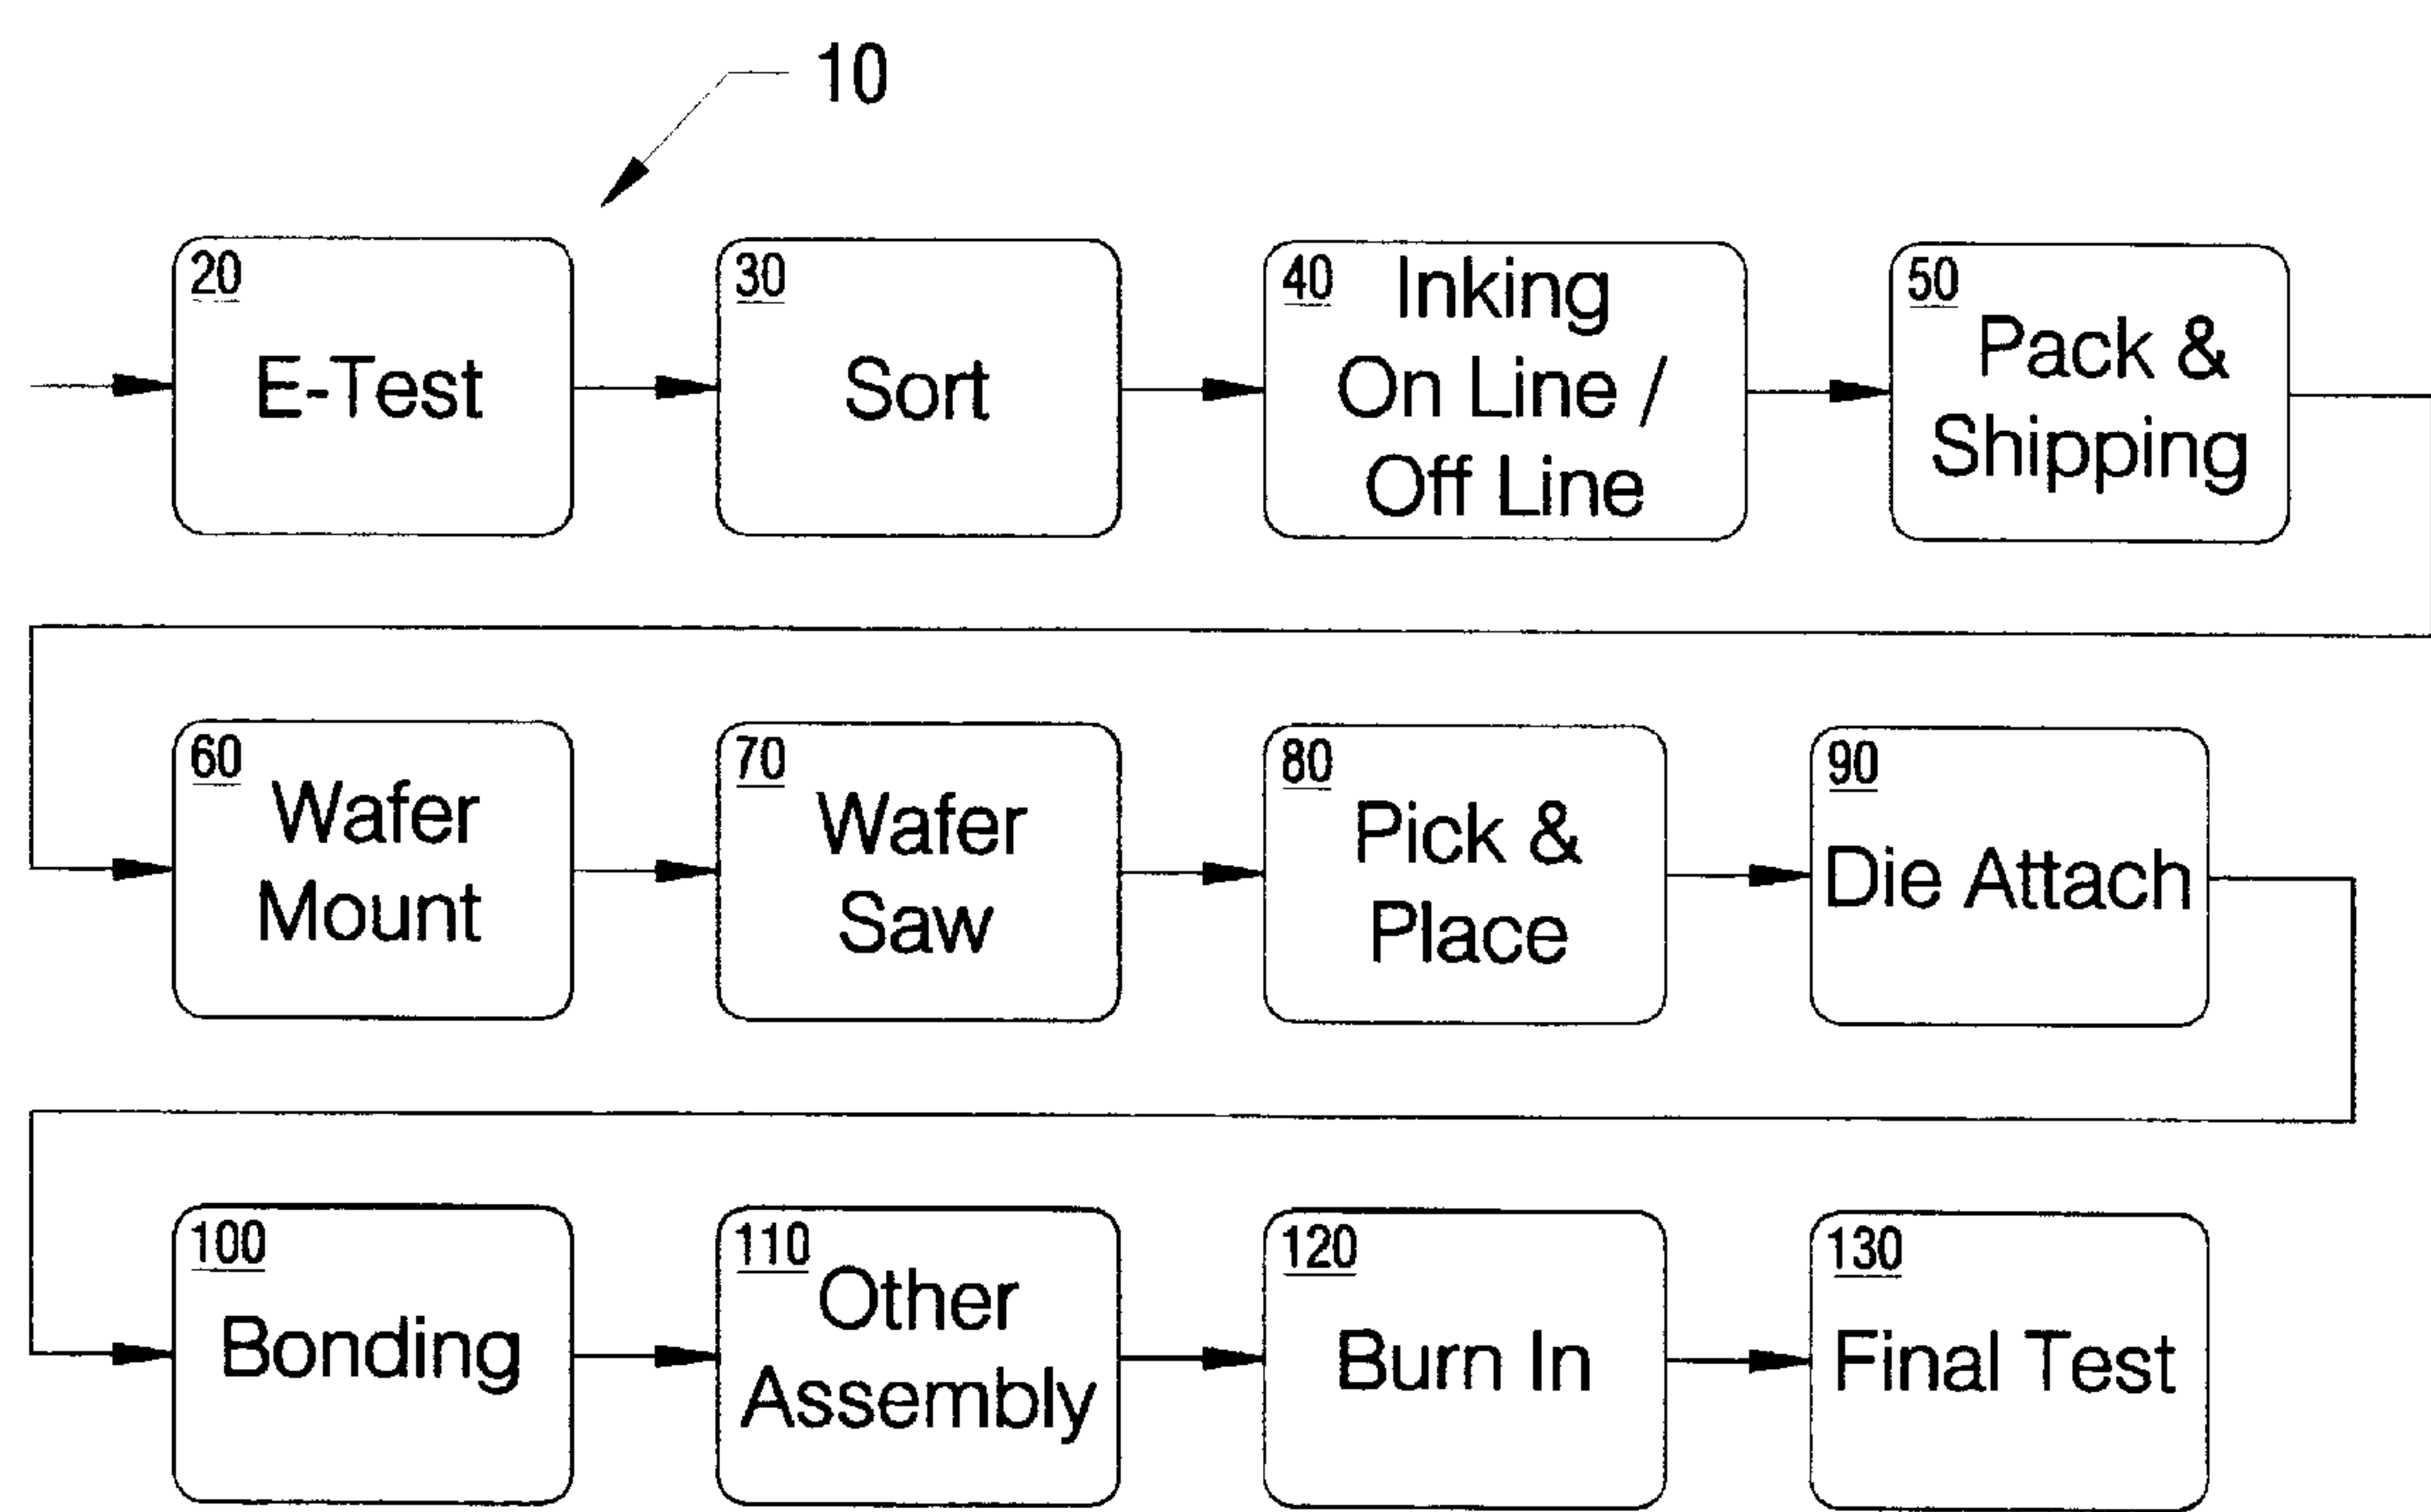 10
20
E-Test
30
Sort
40
Inking
On Line /
Off Line
50
Pack &
Shipping
60
Wafer
Mount
70
Wafer
Saw
80
Pick &
Place
90
Die Attach
100
Bonding
110
Other
Assembly
120
Burn In
130
Final Test